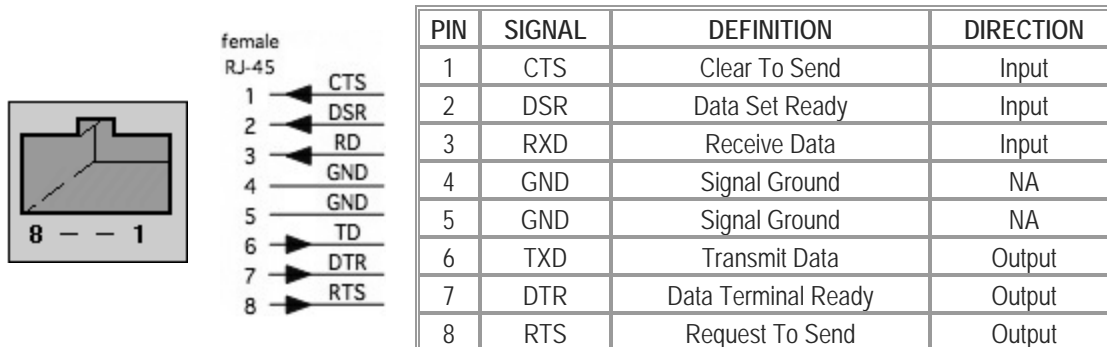 8 – – 1
female
RJ-45
1 CTS
2 DSR
3 RD
4 GND
5 GND
6 TD
7 DTR
8 RTS
PIN SIGNAL DEFINITION DIRECTION
1 CTS Clear To Send Input
2 DSR Data Set Ready Input
3 RXD Receive Data Input
4 GND Signal Ground NA
5 GND Signal Ground NA
6 TXD Transmit Data Output
7 DTR Data Terminal Ready Output
8 RTS Request To Send Output